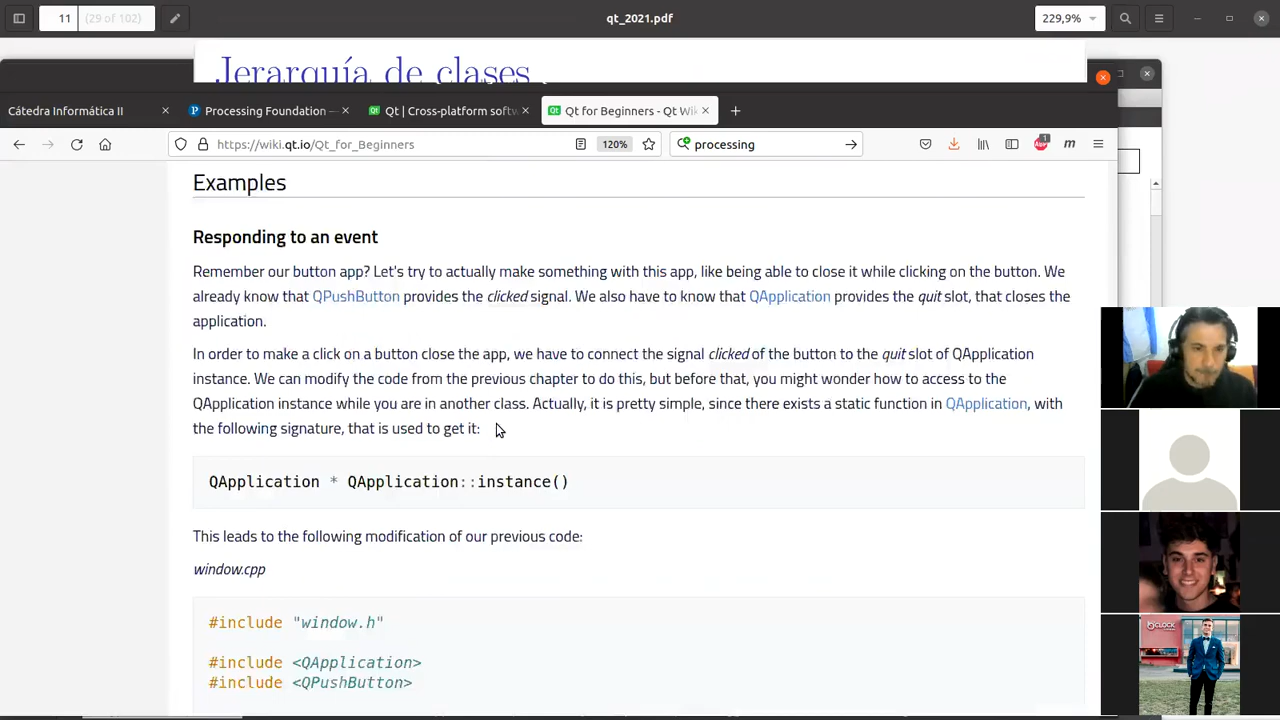 11
(29 of 102)
qt_2021.pdf
229,9%
Jerarquía de clases
Cátedra Informática II
Processing Foundation —
Qt | Cross-platform softw
Qt for Beginners - Qt Wi
https://wiki.qt.io/Qt_for_Beginners
120%
processing
1
ABP
m
Examples
Responding to an event
Remember our button app? Let's try to actually make something with this app, like being able to close it while clicking on the button. We
already know that QPushButton provides the clicked signal. We also have to know that QApplication provides the quit slot, that closes the
application.
In order to make a click on a button close the app, we have to connect the signal clicked of the button to the quit slot of QApplication
instance. We can modify the code from the previous chapter to do this, but before that, you might wonder how to access to the
QApplication instance while you are in another class. Actually, it is pretty simple, since there exists a static function in QApplication, with
the following signature, that is used to get it:
QApplication * QApplication::instance()
This leads to the following modification of our previous code:
window.cpp
#include "window.h"
#include <QApplication>
#include <QPushButton>
CLOCK